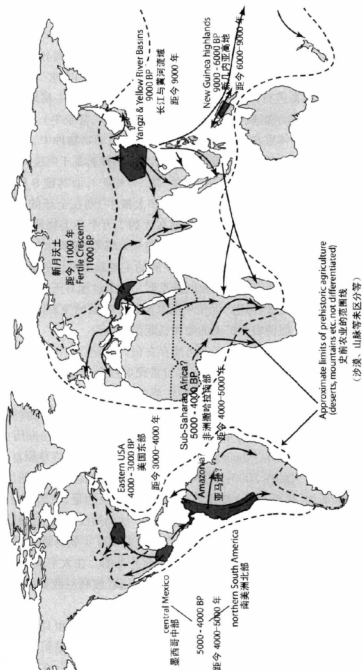 Eastern USA
4000 - 3000 BP
美国东部
距今 3000~4000 年
central Mexico
墨西哥中部
5000 - 4000 BP
距今 4000~5000 年
northern South America
南美洲北部
Amazonia?
亚马逊?
新月沃土
距今 11000 年
Fertile Crescent
11000 BP
Sub-Saharan Africa?
5000 - 4000 BP
非洲撒哈拉南部
距今 4000~5000 年
Yangzi & Yellow River Basins
9000 BP
长江与黄河流域
距今 9000 年
New Guinea highlands
9000 - 6000 BP
新几内亚高地
距今 6000~9000 年
Approximate limits of prehistoric agriculture
(deserts, mountains etc. not differentiated)
史前农业的范围线
(沙漠、山脉等未区分等)